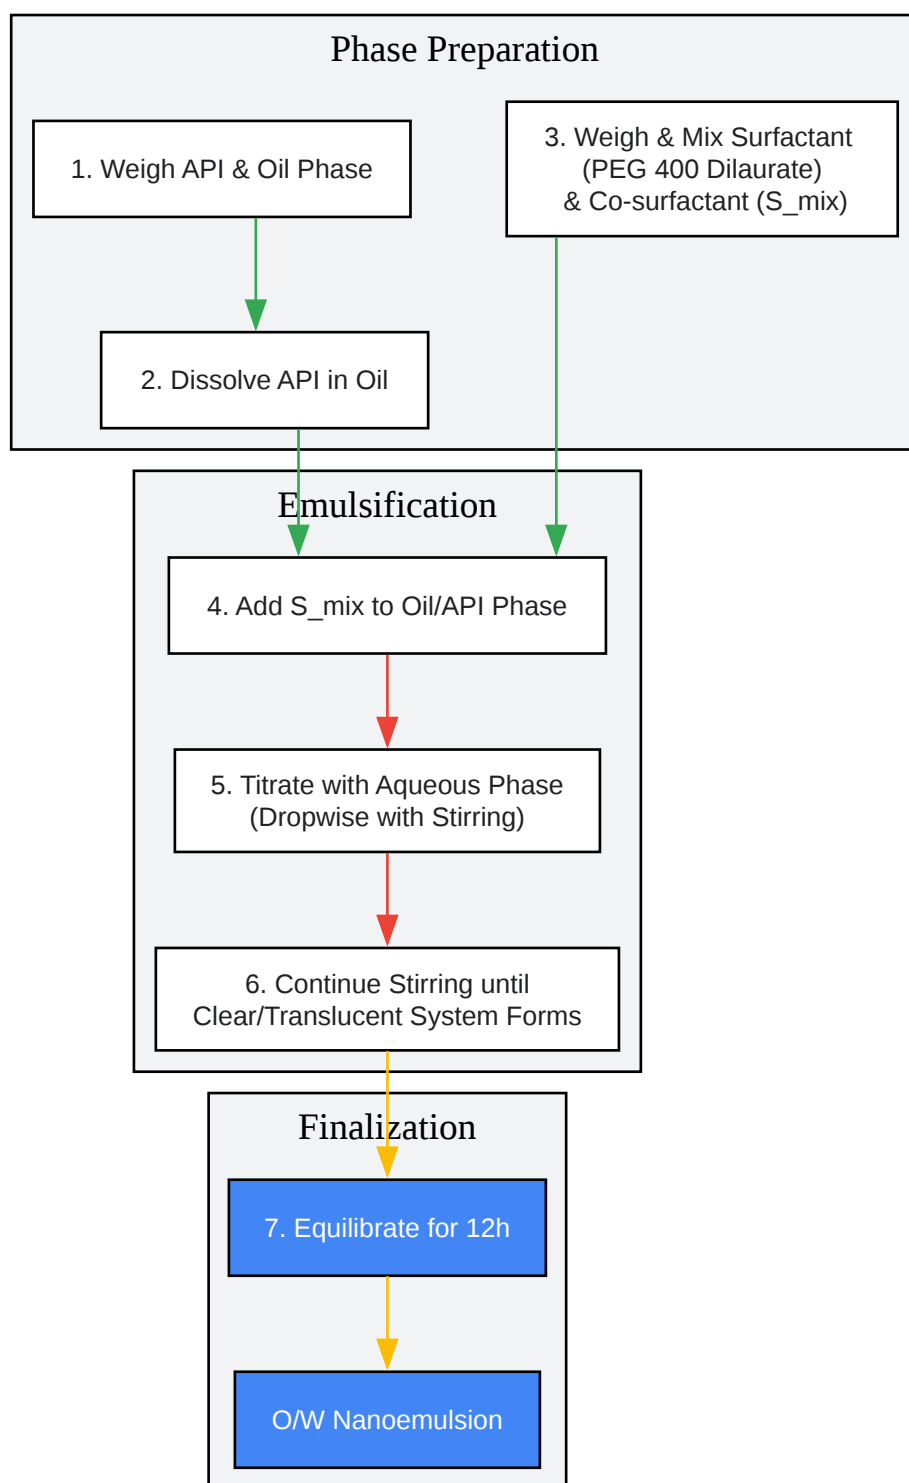 Phase Preparation
1. Weigh API & Oil Phase
3. Weigh & Mix Surfactant
(PEG 400 Dilaurate)
& Co-surfactant (S_mix)
2. Dissolve API in Oil
Emulsification
4. Add S_mix to Oil/API Phase
5. Titrate with Aqueous Phase
(Dropwise with Stirring)
6. Continue Stirring until
Clear/Translucent System Forms
Finalization
7. Equilibrate for 12h
O/W Nanoemulsion